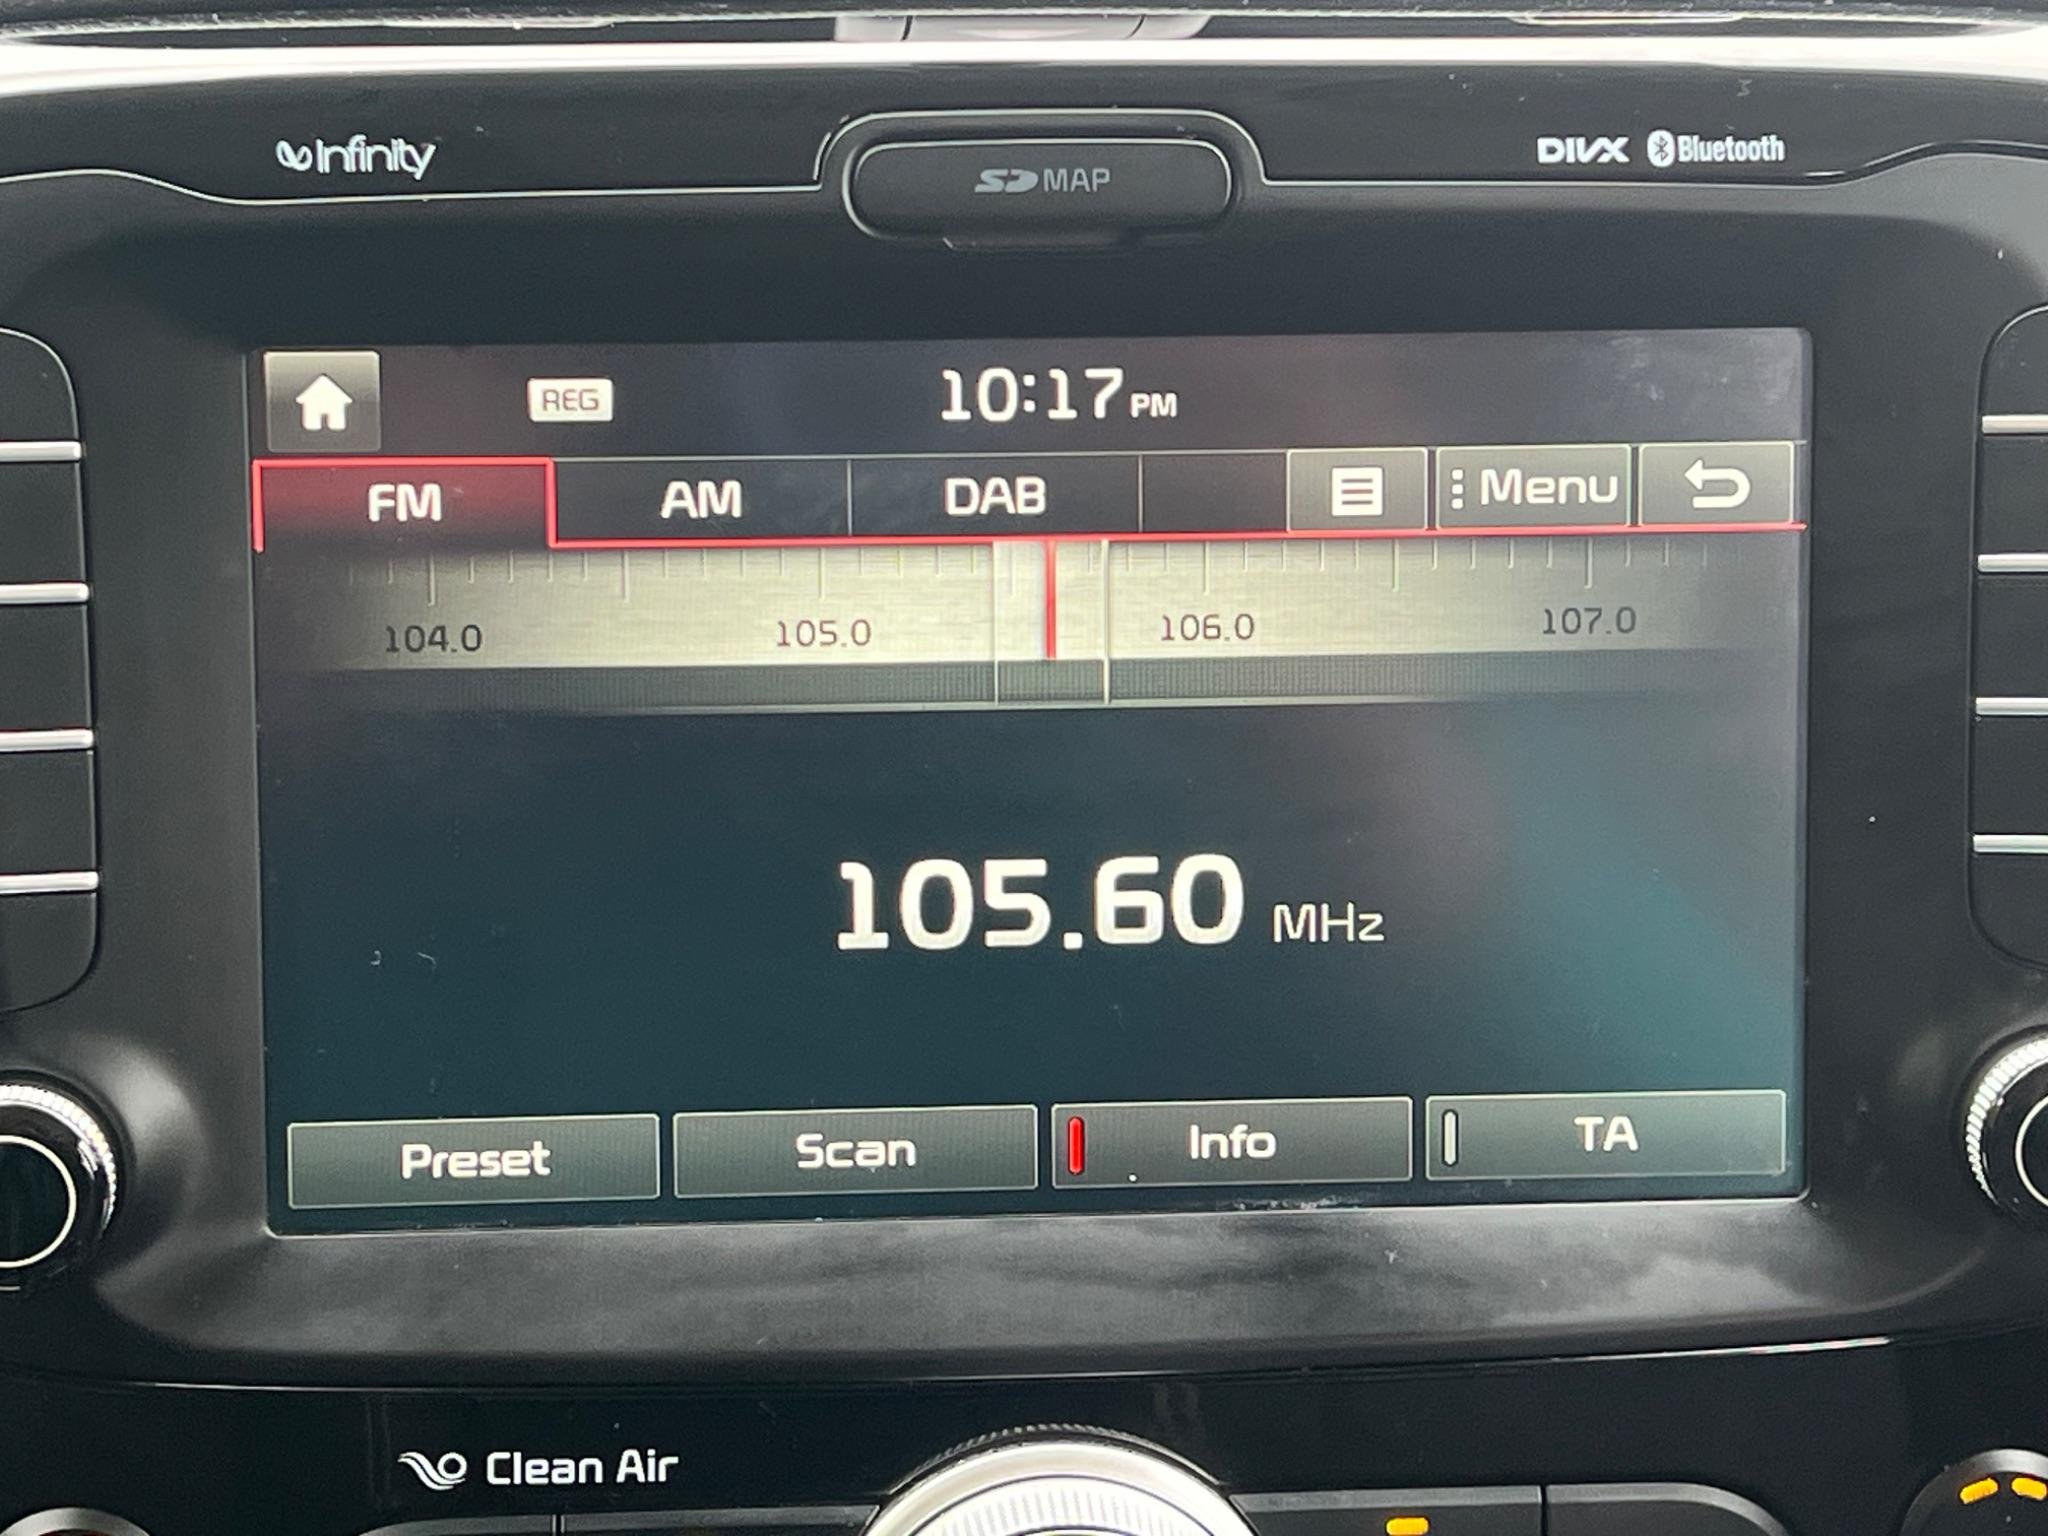 Infinity
SD MAP
DIVX Bluetooth
REG
10:17 PM
FM AM DAB Menu
104.0 105.0 106.0 107.0
105.60 MHz
Preset Scan Info TA
Clean Air